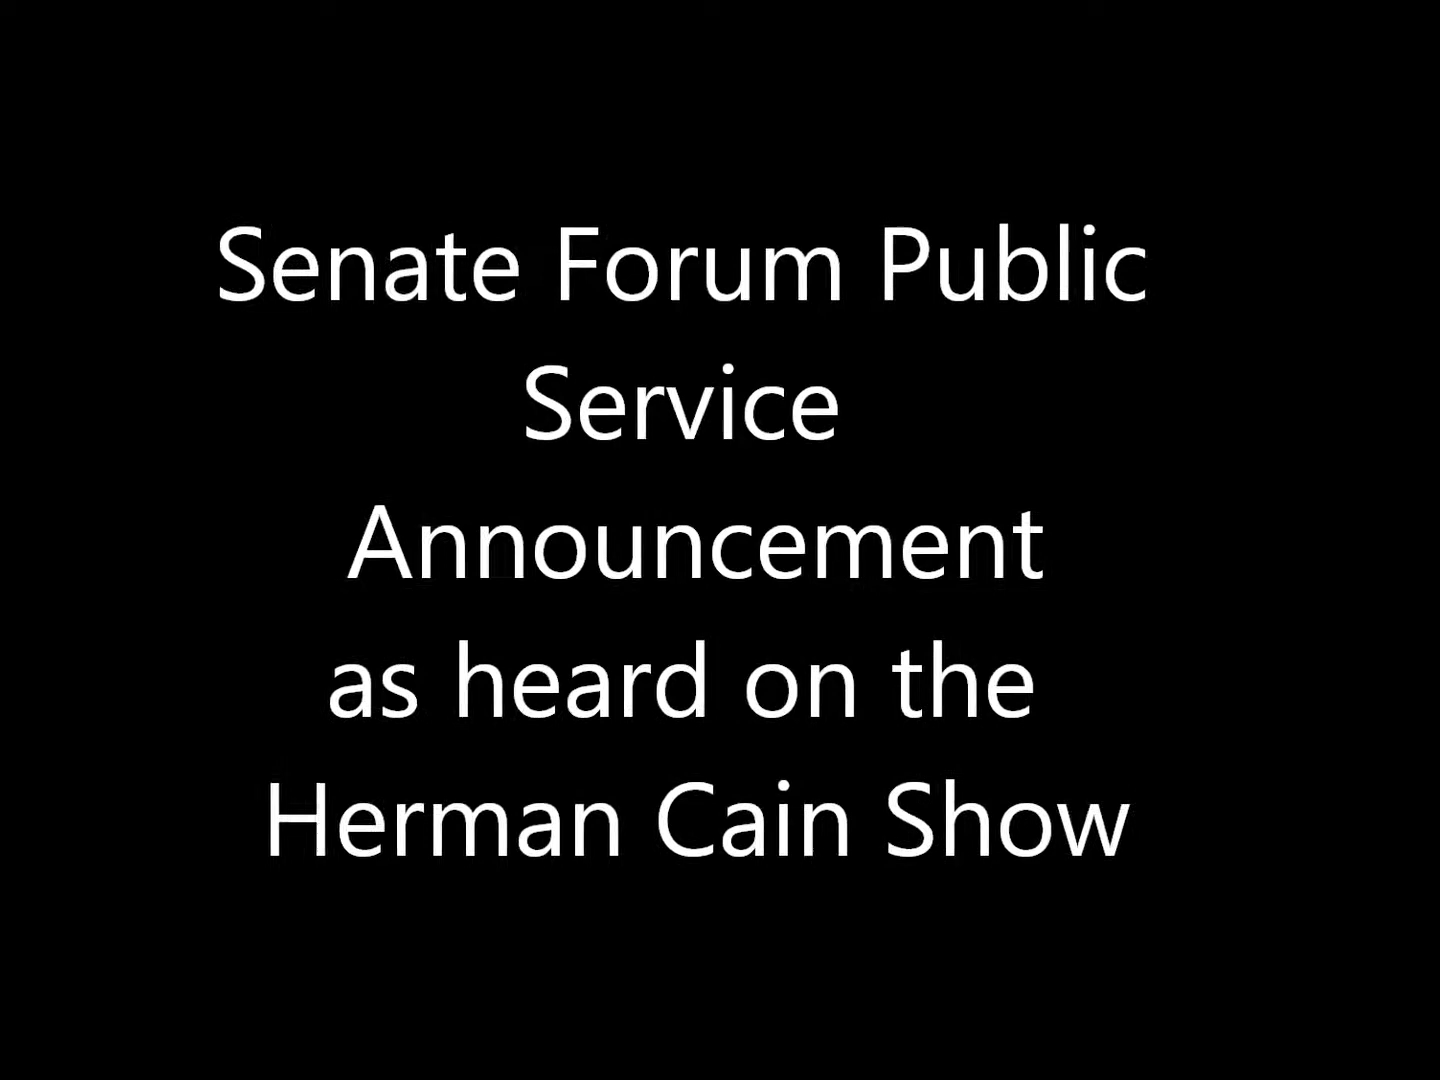 Senate Forum Public
Service
Announcement
as heard on the
Herman Cain Show